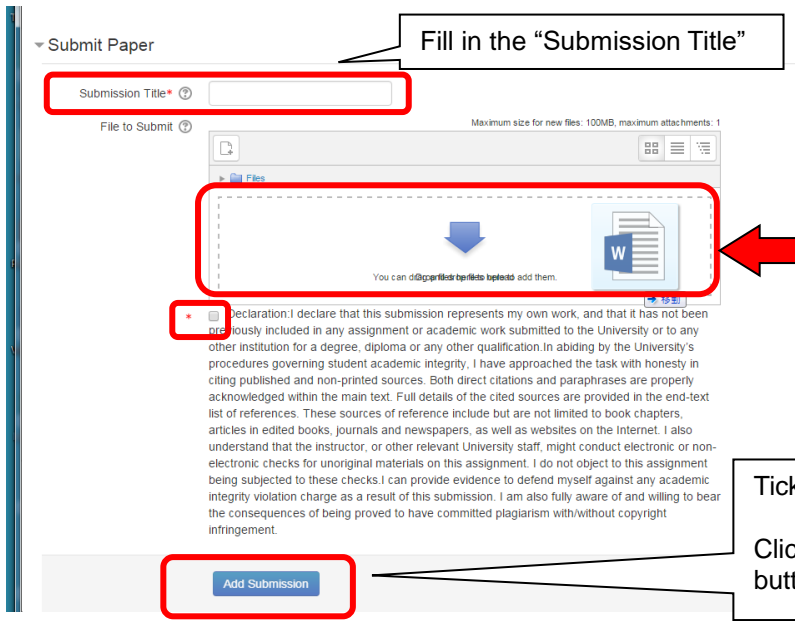 Fill in the “Submission Title”
Submit Paper
Submission Title*
File to Submit
Maximum size for new files: 100MB, maximum attachments: 1
Files
W
You can drag and drop files here to add them.
移動
* Declaration:I declare that this submission represents my own work, and that it has not been
previously included in any assignment or academic work submitted to the University or to any
other institution for a degree, diploma or any other qualification.In abiding by the University’s
procedures governing student academic integrity, I have approached the task with honesty in
citing published and non-printed sources. Both direct citations and paraphrases are properly
acknowledged within the main text. Full details of the cited sources are provided in the end-text
list of references. These sources of reference include but are not limited to book chapters,
articles in edited books, journals and newspapers, as well as websites on the Internet. I also
understand that the instructor, or other relevant University staff, might conduct electronic or non-
electronic checks for unoriginal materials on this assignment. I do not object to this assignment
being subjected to these checks.I can provide evidence to defend myself against any academic
integrity violation charge as a result of this submission. I am also fully aware of and willing to bear
the consequences of being proved to have committed plagiarism with/without copyright
infringement.
Add Submission